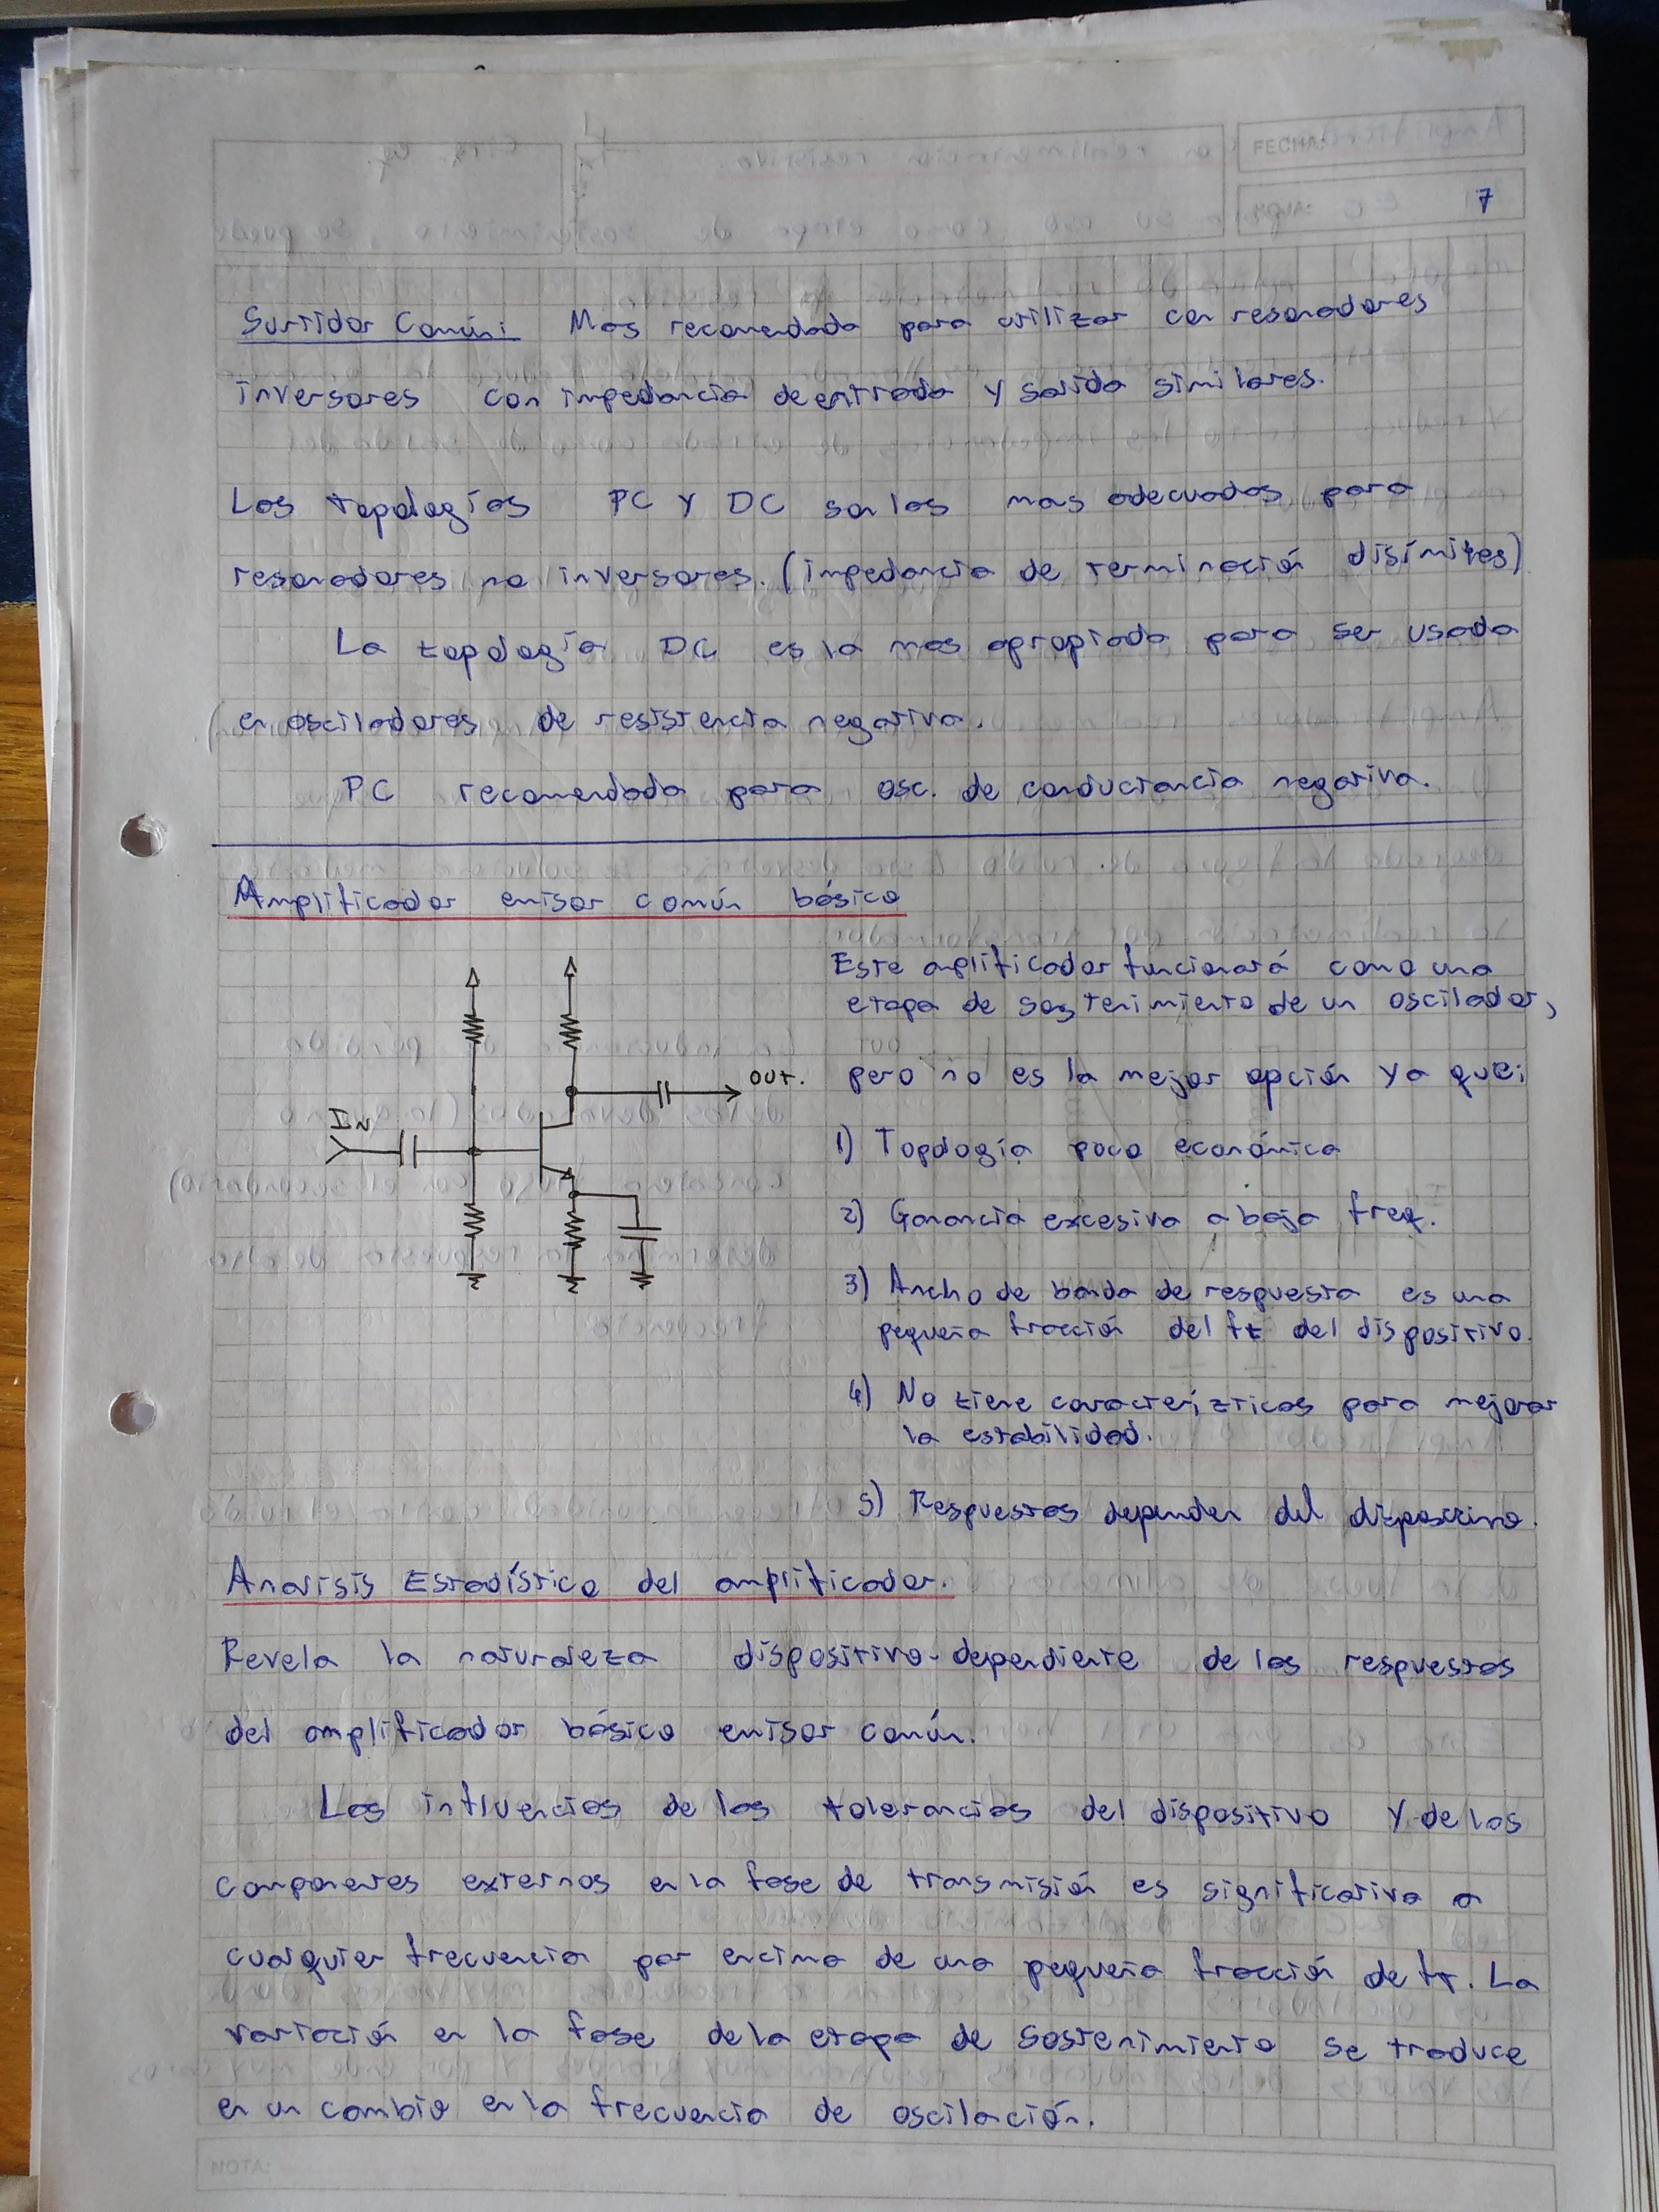 FECHA:
HOJA: 7
Surtidor Común: Mas recomendada para utilizar con resonadores
inversores con impedancia de entrada y salida similares.
Las topologías PC y DC son las mas adecuadas para
resonadores no inversores. (impedancia de terminación disímiles)
La topología DC es la mas apropiada para ser usada
en osciladores de resistencia negativa.
PC recomendada para osc. de conductancia negativa.
Amplificador emisor común básico
Este amplificador funcionará como una
etapa de sostenimiento de un oscilador,
OUT.
pero no es la mejor opción ya que:
IN
1) Topología poco económica
2) Ganancia excesiva a baja freq.
3) Ancho de banda de respuesta es una
pequeña fracción del ft del dispositivo.
4) No tiene caracterízticas para mejorar
la estabilidad.
5) Respuestas dependen del dispositivo.
Analisis Estadístico del amplificador.
Revela la naturaleza dispositivo-dependiente de las respuestas
del amplificador básico emisor común.
Las influencias de las tolerancias del dispositivo y de los
componentes externos en la fase de transmisión es significativa a
cualquier frecuencia por encima de una pequeña fracción de fT. La
variación en la fase de la etapa de sostenimiento se traduce
en un cambio en la frecuencia de oscilación.